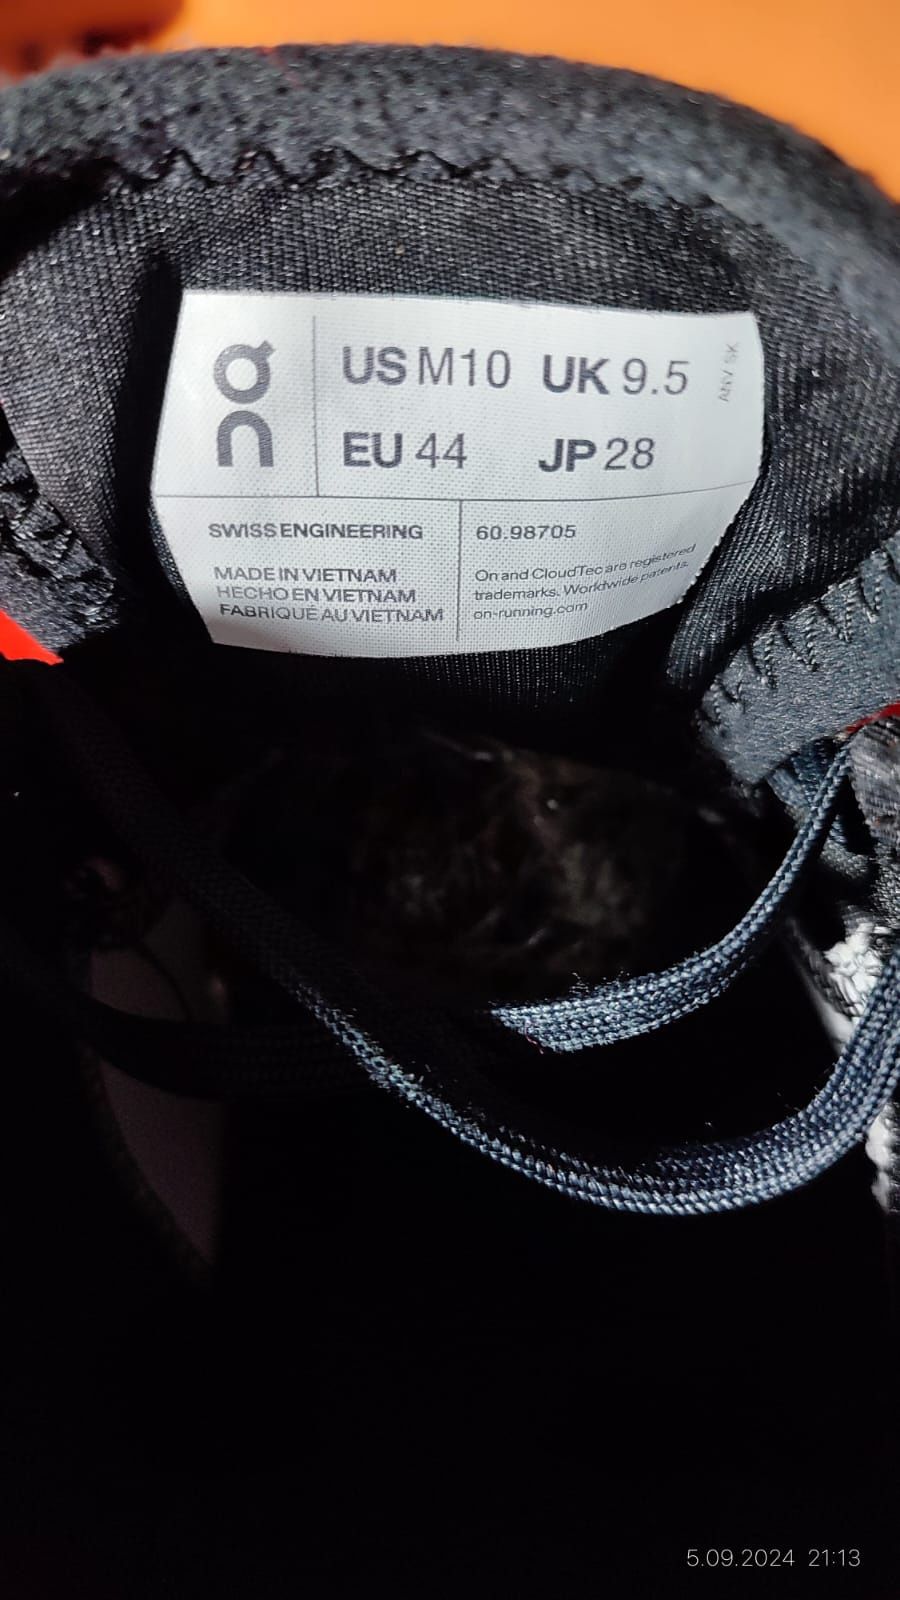 On
US M10 UK 9.5
EU 44 JP 28
SWISS ENGINEERING
MADE IN VIETNAM
HECHO EN VIETNAM
FABRIQUÉ AU VIETNAM
60.98705
On and CloudTec are registered
trademarks. Worldwide patents.
on-running.com
5.09.2024 21:13